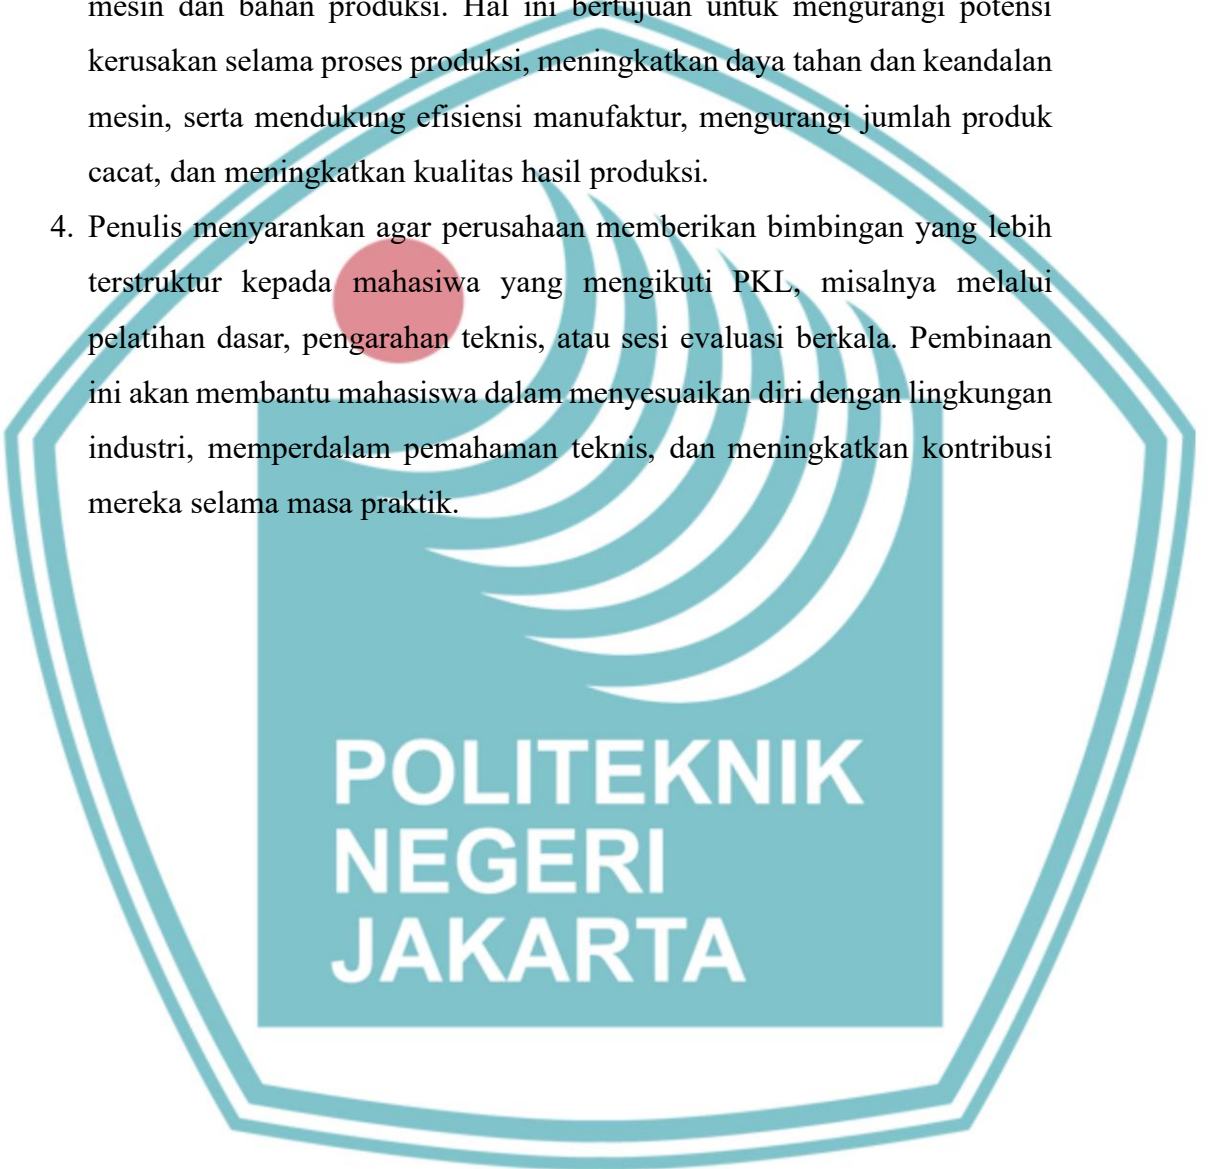 mesin dan bahan produksi. Hal ini bertujuan untuk mengurangi potensi
kerusakan selama proses produksi, meningkatkan daya tahan dan keandalan
mesin, serta mendukung efisiensi manufaktur, mengurangi jumlah produk
cacat, dan meningkatkan kualitas hasil produksi.
4. Penulis menyarankan agar perusahaan memberikan bimbingan yang lebih
terstruktur kepada mahasiwa yang mengikuti PKL, misalnya melalui
pelatihan dasar, pengarahan teknis, atau sesi evaluasi berkala. Pembinaan
ini akan membantu mahasiswa dalam menyesuaikan diri dengan lingkungan
industri, memperdalam pemahaman teknis, dan meningkatkan kontribusi
mereka selama masa praktik.
POLITEKNIK
NEGERI
JAKARTA